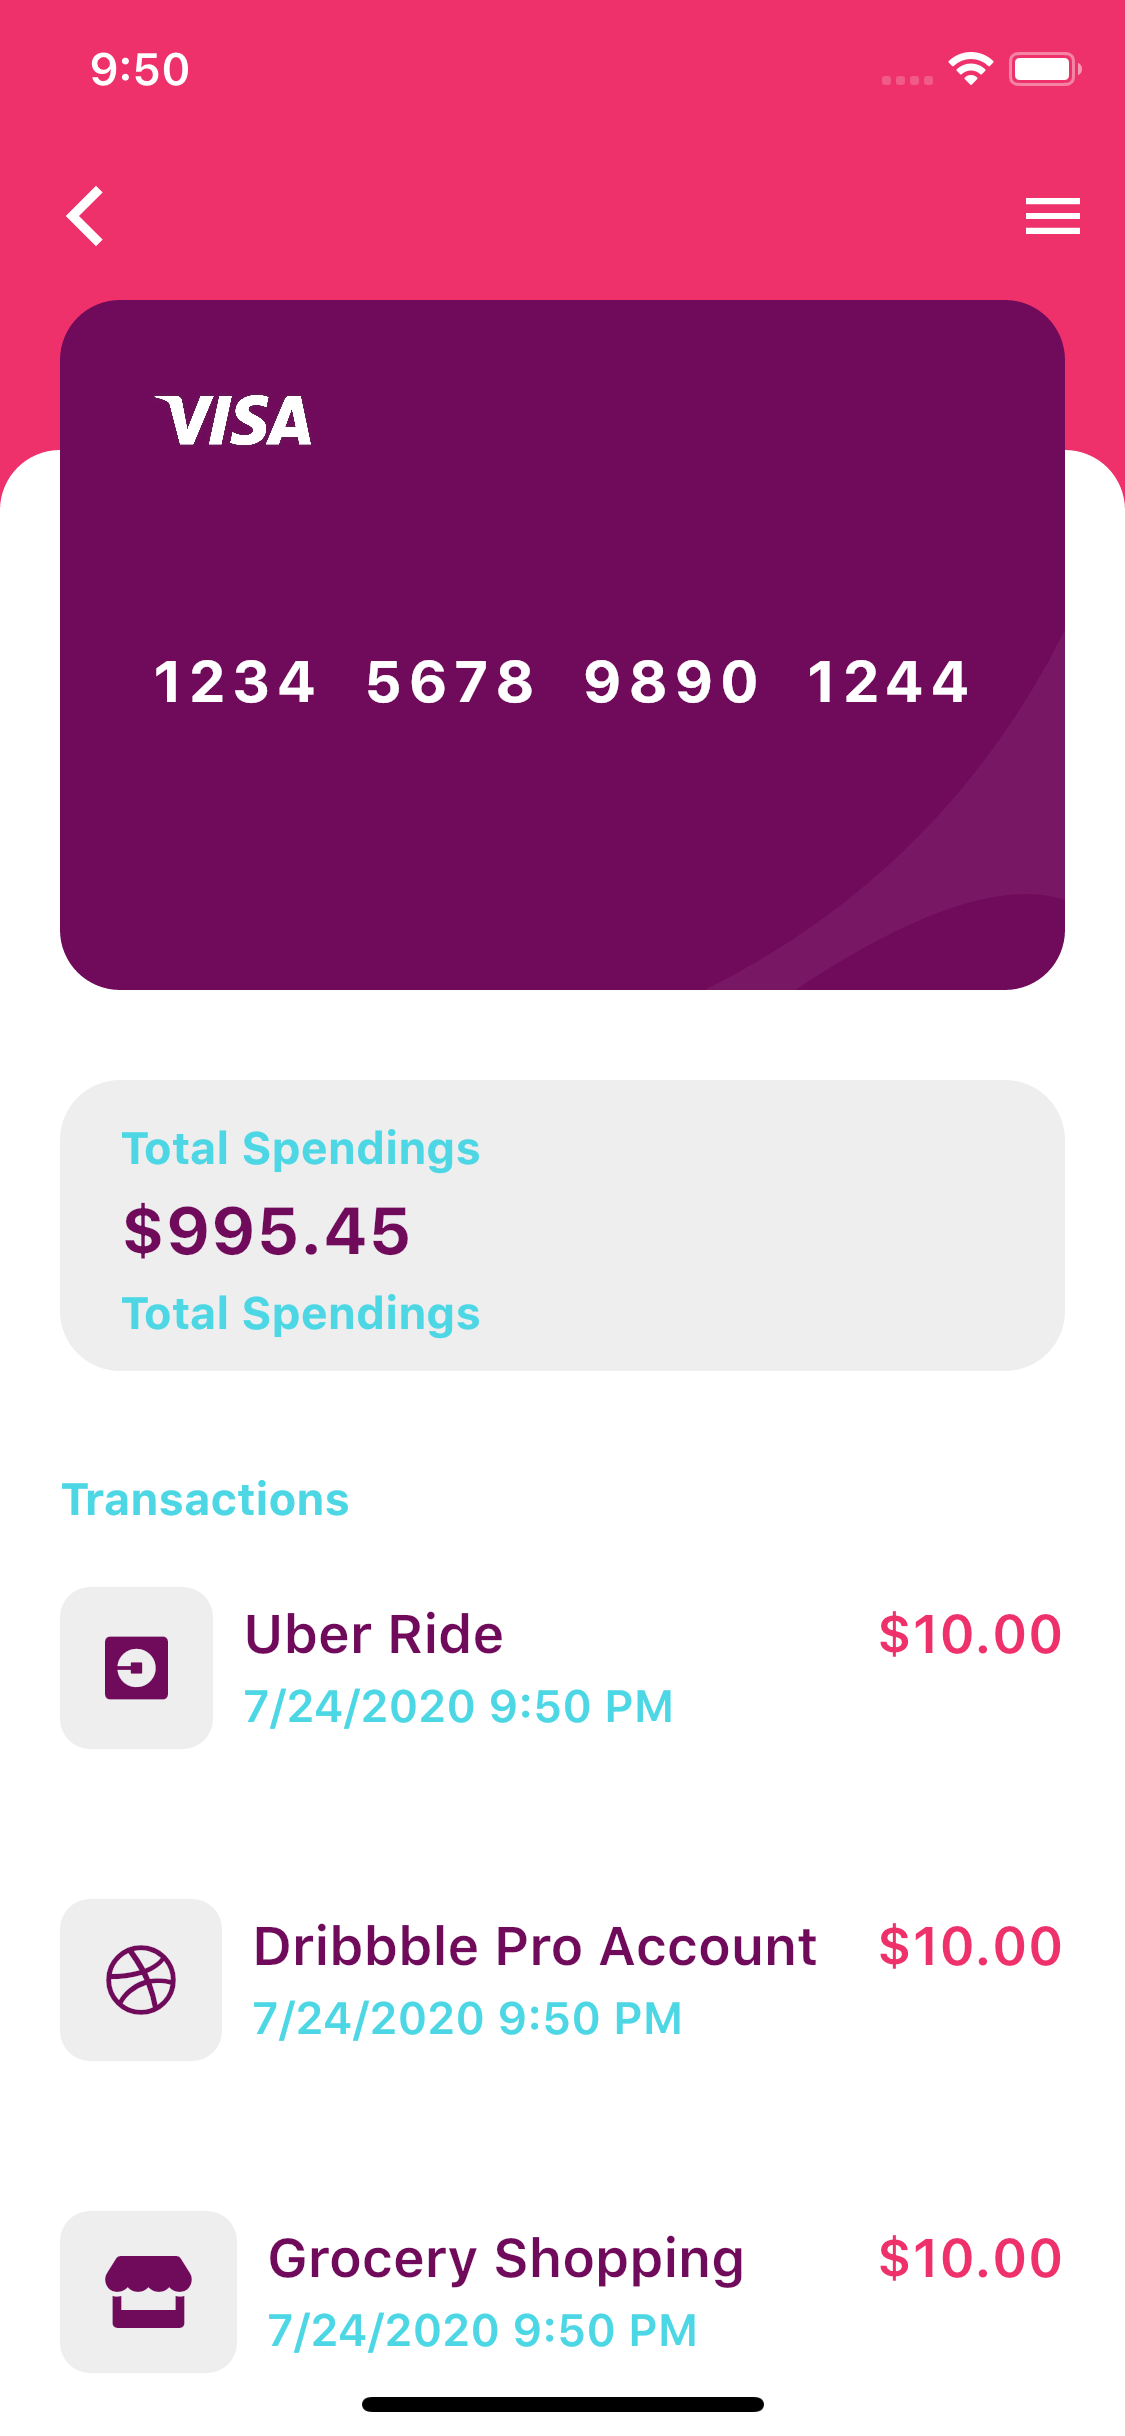 9:50
VISA
1234 5678 9890 1244
Total Spendings
$995.45
Total Spendings
Transactions
Uber Ride $10.00
7/24/2020 9:50 PM
Dribbble Pro Account $10.00
7/24/2020 9:50 PM
Grocery Shopping $10.00
7/24/2020 9:50 PM